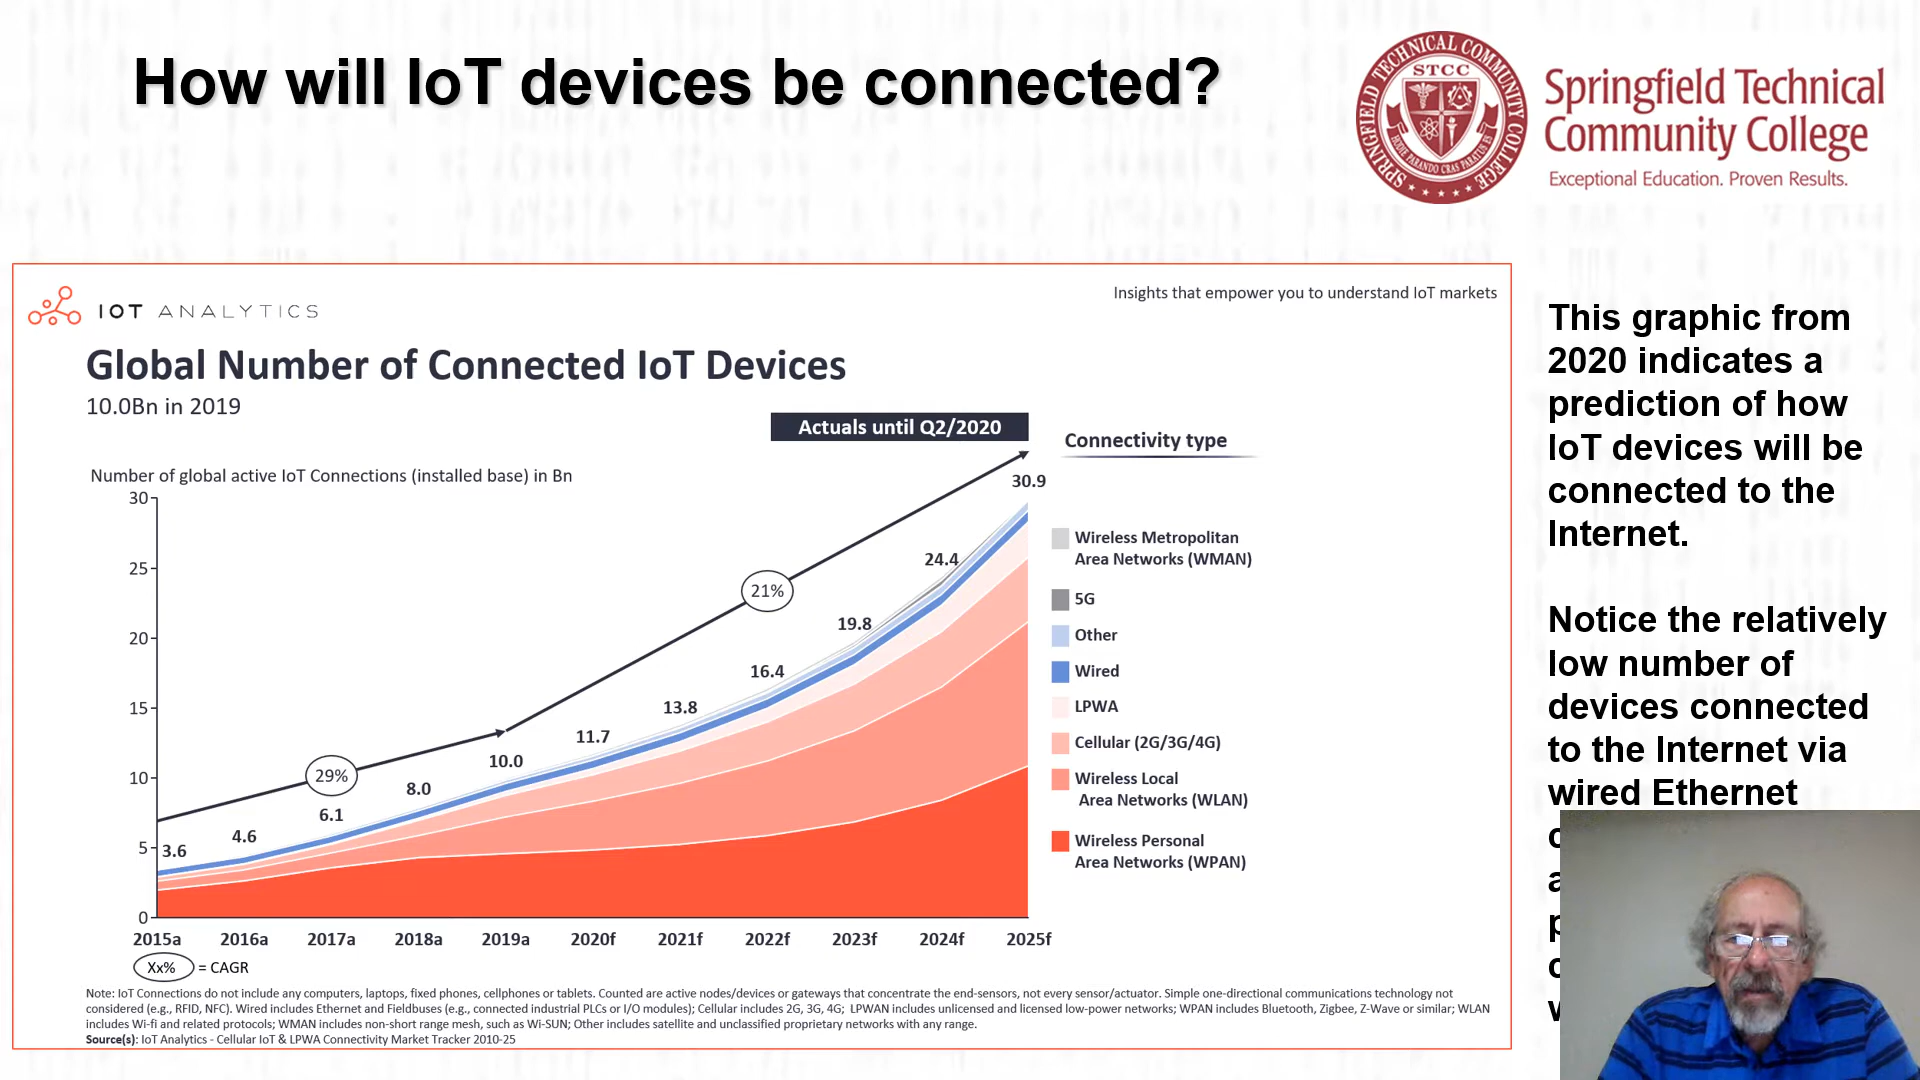 How will IoT devices be connected?
SPRINGFIELD TECHNICAL COMMUNITY COLLEGE
STCC
HODIE PARANDO CRAS PARATUS ES
Springfield Technical
Community College
Exceptional Education. Proven Results.
IOT ANALYTICS
Insights that empower you to understand IoT markets
Global Number of Connected IoT Devices
10.0Bn in 2019
Actuals until Q2/2020
Connectivity type
Number of global active IoT Connections (installed base) in Bn
30
25
20
15
10
5
0
29%
21%
3.6
4.6
6.1
8.0
10.0
11.7
13.8
16.4
19.8
24.4
30.9
2015a
2016a
2017a
2018a
2019a
2020f
2021f
2022f
2023f
2024f
2025f
Xx% = CAGR
Wireless Metropolitan
Area Networks (WMAN)
5G
Other
Wired
LPWA
Cellular (2G/3G/4G)
Wireless Local
Area Networks (WLAN)
Wireless Personal
Area Networks (WPAN)
Note: IoT Connections do not include any computers, laptops, fixed phones, cellphones or tablets. Counted are active nodes/devices or gateways that concentrate the end-sensors, not every sensor/actuator. Simple one-directional communications technology not
considered (e.g., RFID, NFC). Wired includes Ethernet and Fieldbuses (e.g., connected industrial PLCs or I/O modules); Cellular includes 2G, 3G, 4G; LPWAN includes unlicensed and licensed low-power networks; WPAN includes Bluetooth, Zigbee, Z-Wave or similar; WLAN
includes Wi-fi and related protocols; WMAN includes non-short range mesh, such as Wi-SUN; Other includes satellite and unclassified proprietary networks with any range.
Source(s): IoT Analytics - Cellular IoT & LPWA Connectivity Market Tracker 2010-25
This graphic from
2020 indicates a
prediction of how
IoT devices will be
connected to the
Internet.
Notice the relatively
low number of
devices connected
to the Internet via
wired Ethernet